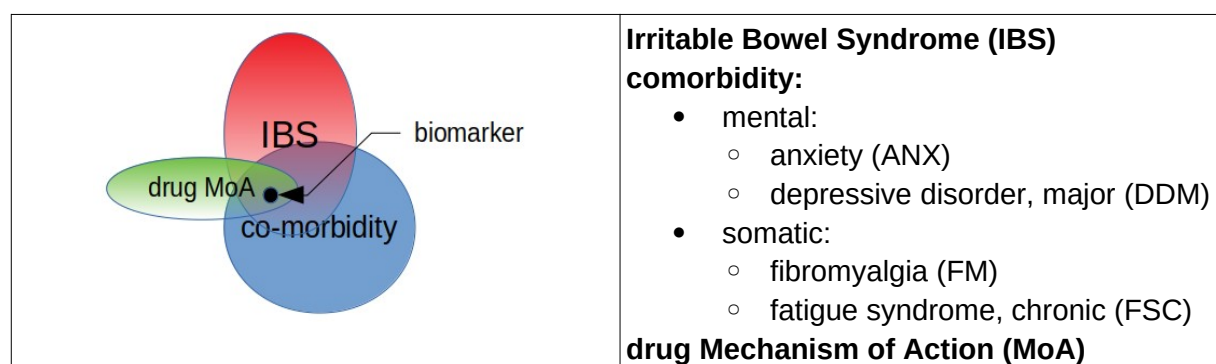 IBS
biomarker
drug MoA
co-morbidity
Irritable Bowel Syndrome (IBS)
comorbidity:
• mental:
◦ anxiety (ANX)
◦ depressive disorder, major (DDM)
• somatic:
◦ fibromyalgia (FM)
◦ fatigue syndrome, chronic (FSC)
drug Mechanism of Action (MoA)